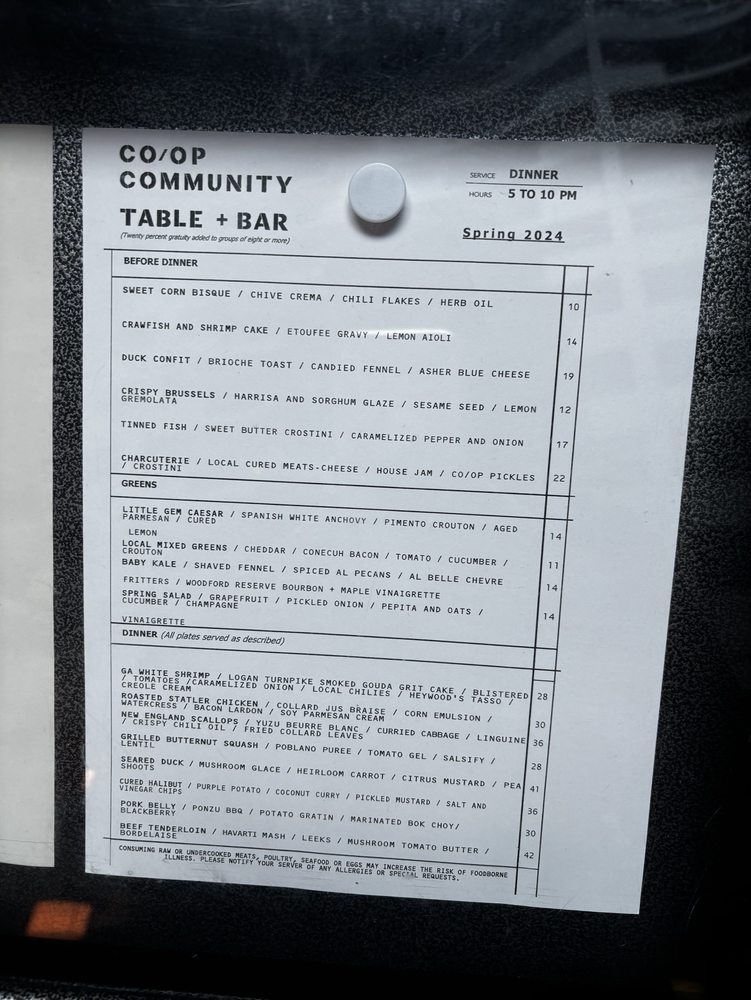 CO/OP
COMMUNITY
TABLE + BAR
(Twenty percent gratuity added to groups of eight or more)
SERVICE DINNER
HOURS 5 TO 10 PM
Spring 2024
BEFORE DINNER
SWEET CORN BISQUE / CHIVE CREMA / CHILI FLAKES / HERB OIL 10
CRAWFISH AND SHRIMP CAKE / ETOUFEE GRAVY / LEMON AIOLI 14
DUCK CONFIT / BRIOCHE TOAST / CANDIED FENNEL / ASHER BLUE CHEESE 19
CRISPY BRUSSELS / HARRISA AND SORGHUM GLAZE / SESAME SEED / LEMON 12
GREMOLATA
TINNED FISH / SWEET BUTTER CROSTINI / CARAMELIZED PEPPER AND ONION 17
CHARCUTERIE / LOCAL CURED MEATS-CHEESE / HOUSE JAM / CO/OP PICKLES 22
/ CROSTINI
GREENS
LITTLE GEM CAESAR / SPANISH WHITE ANCHOVY / PIMENTO CROUTON / AGED
PARMESAN / CURED 14
LEMON
LOCAL MIXED GREENS / CHEDDAR / CONECUH BACON / TOMATO / CUCUMBER /
CROUTON 11
BABY KALE / SHAVED FENNEL / SPICED AL PECANS / AL BELLE CHEVRE
FRITTERS / WOODFORD RESERVE BOURBON + MAPLE VINAIGRETTE 14
SPRING SALAD / GRAPEFRUIT / PICKLED ONION / PEPITA AND OATS /
CUCUMBER / CHAMPAGNE 14
VINAIGRETTE
DINNER (All plates served as described)
GA WHITE SHRIMP / LOGAN TURNPIKE SMOKED GOUDA GRIT CAKE / BLISTERED 28
/ TOMATOES /CARAMELIZED ONION / LOCAL CHILIES / HEYWOOD'S TASSO /
CREOLE CREAM
ROASTED STATLER CHICKEN / COLLARD JUS BRAISE / CORN EMULSION /
WATERCRESS / BACON LARDON / SOY PARMESAN CREAM 30
NEW ENGLAND SCALLOPS / YUZU BEURRE BLANC / CURRIED CABBAGE / LINGUINE 36
/ CRISPY CHILI OIL / FRIED COLLARD LEAVES
GRILLED BUTTERNUT SQUASH / POBLANO PUREE / TOMATO GEL / SALSIFY /
LENTIL 28
SEARED DUCK / MUSHROOM GLACE / HEIRLOOM CARROT / CITRUS MUSTARD / PEA 41
SHOOTS
CURED HALIBUT / PURPLE POTATO / COCONUT CURRY / PICKLED MUSTARD / SALT AND
VINEGAR CHIPS 36
PORK BELLY / PONZU BBQ / POTATO GRATIN / MARINATED BOK CHOY/
BLACKBERRY 30
BEEF TENDERLOIN / HAVARTI MASH / LEEKS / MUSHROOM TOMATO BUTTER /
BORDELAISE 42
CONSUMING RAW OR UNDERCOOKED MEATS, POULTRY, SEAFOOD OR EGGS MAY INCREASE THE RISK OF FOODBORNE
ILLNESS. PLEASE NOTIFY YOUR SERVER OF ANY ALLERGIES OR SPECIAL REQUESTS.